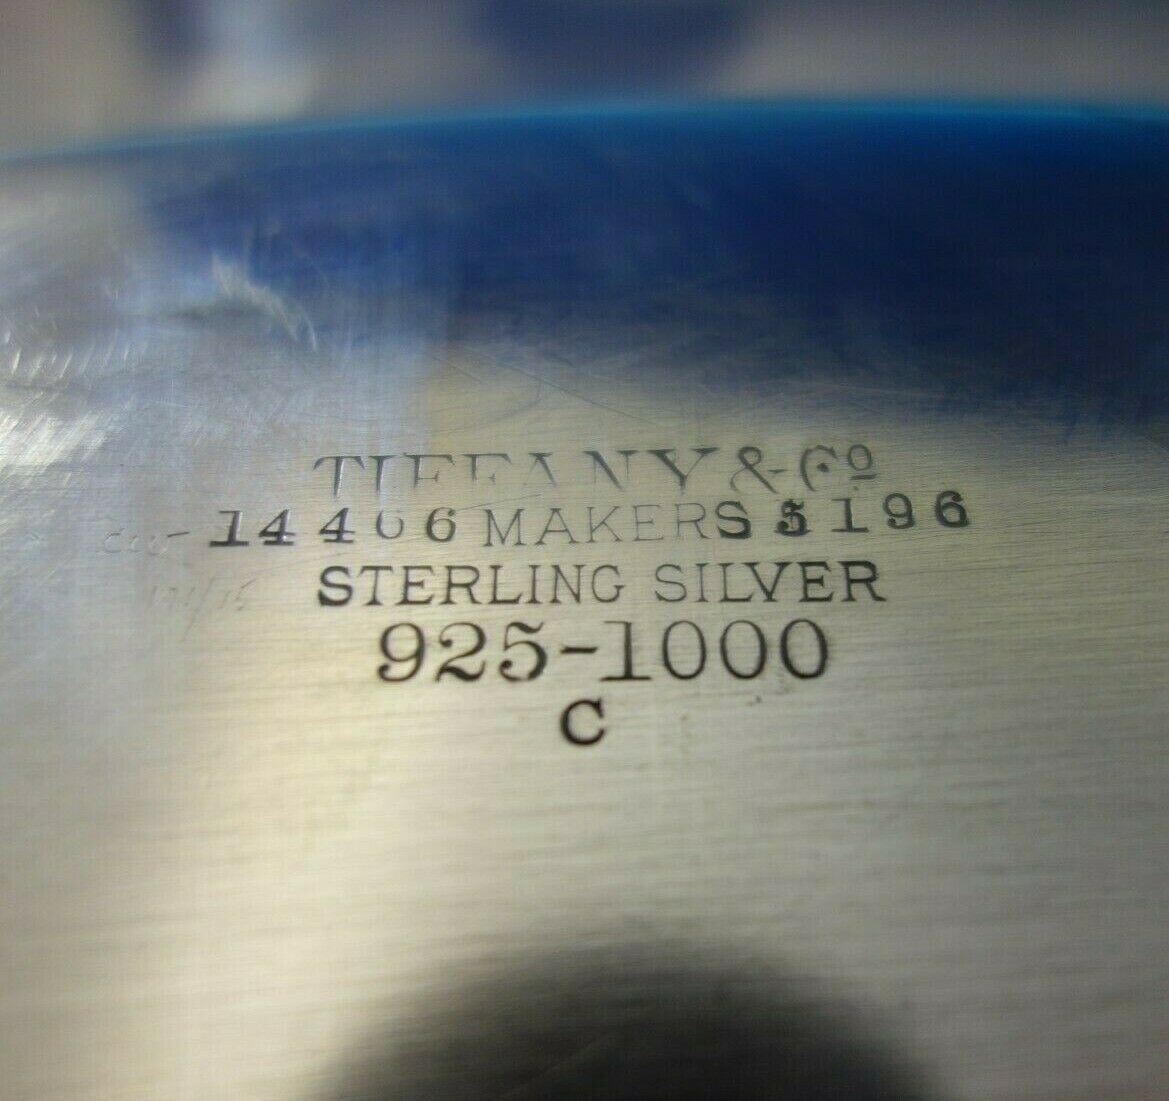 TIFFANY & Cº
14406 MAKERS 5196
STERLING SILVER
925-1000
C